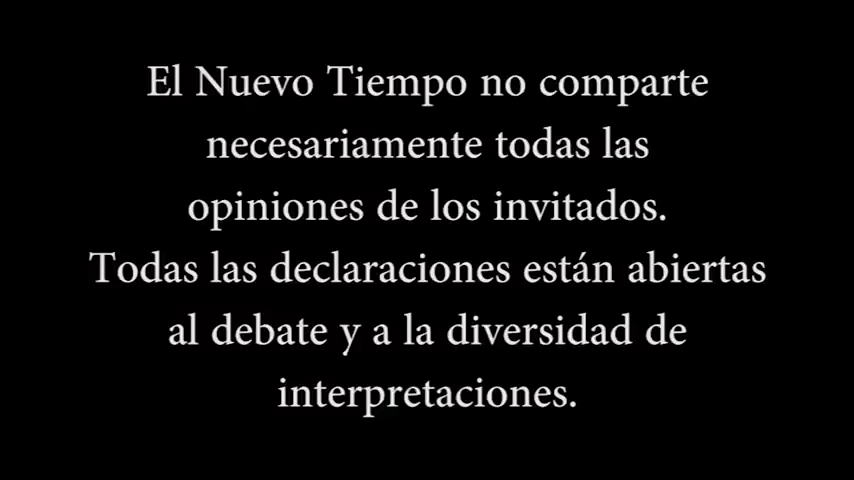 El Nuevo Tiempo no comparte
necesariamente todas las
opiniones de los invitados.
Todas las declaraciones están abiertas
al debate y a la diversidad de
interpretaciones.